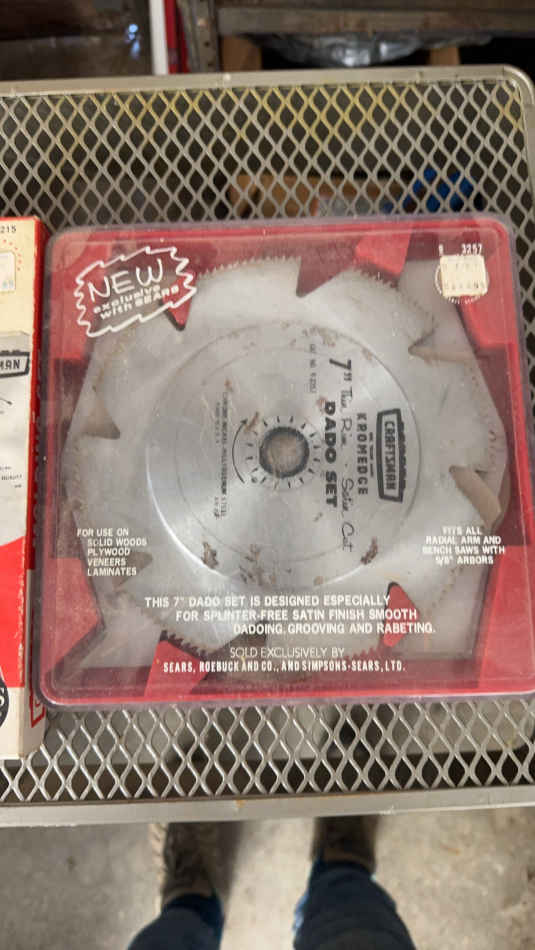 215
NEW
exclusive
with SEARS
9 3257
7" Thin Rim - Satin Cut
CRAFTSMAN
KROMEDGE
DADO SET
FOR USE ON
SOLID WOODS
PLYWOOD
VENEERS
LAMINATES
FITS ALL
RADIAL ARM AND
BENCH SAWS WITH
5/8" ARBORS
THIS 7" DADO SET IS DESIGNED ESPECIALLY
FOR SPLINTER-FREE SATIN FINISH SMOOTH
DADOING, GROOVING AND RABETING.
SOLD EXCLUSIVELY BY
SEARS, ROEBUCK AND CO., AND SIMPSONS-SEARS, LTD.